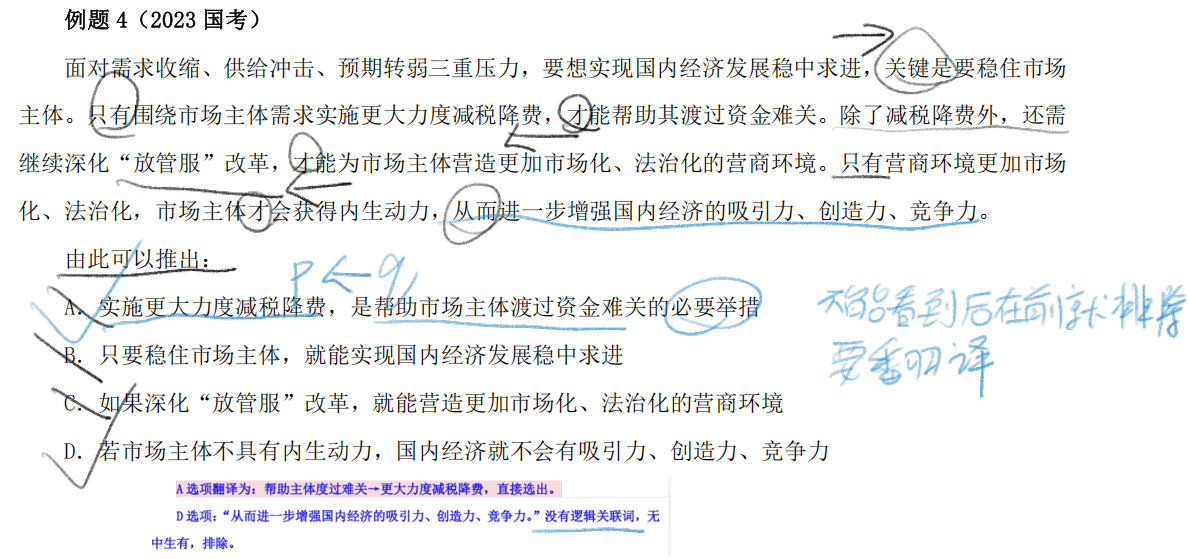 例题 4（2023 国考）
面对需求收缩、供给冲击、预期转弱三重压力，要想实现国内经济发展稳中求进，关键是要稳住市场
主体。只有围绕市场主体需求实施更大力度减税降费，才能帮助其渡过资金难关。除了减税降费外，还需
继续深化“放管服”改革，才能为市场主体营造更加市场化、法治化的营商环境。只有营商环境更加市场
化、法治化，市场主体才会获得内生动力，从而进一步增强国内经济的吸引力、创造力、竞争力。
由此可以推出：
p←q
A．实施更大力度减税降费，是帮助市场主体渡过资金难关的必要举措
B．只要稳住市场主体，就能实现国内经济发展稳中求进
C．如果深化“放管服”改革，就能营造更加市场化、法治化的营商环境
D．若市场主体不具有内生动力，国内经济就不会有吸引力、创造力、竞争力
看到后在前就排除
要番羽译
A 选项翻译为：帮助主体度过难关→更大力度减税降费，直接选出。
D 选项：“从而进一步增强国内经济的吸引力、创造力、竞争力。”没有逻辑关联词，无
中生有，排除。